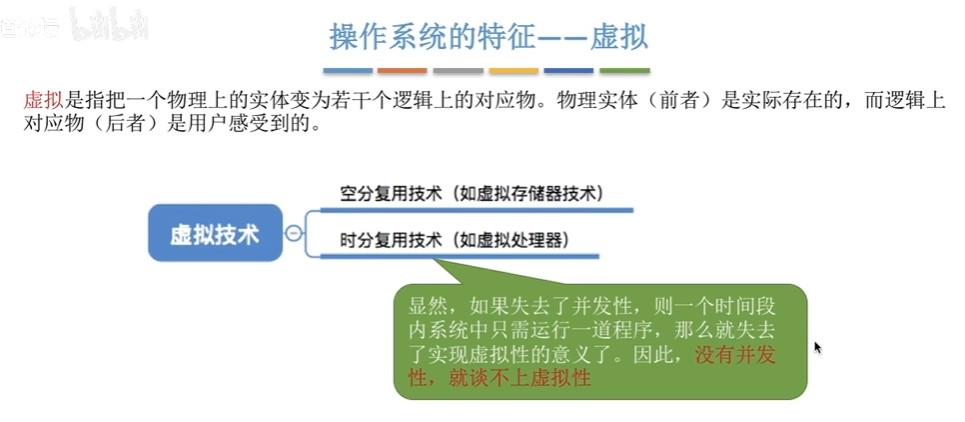 bilibili
操作系统的特征——虚拟
虚拟是指把一个物理上的实体变为若干个逻辑上的对应物。物理实体（前者）是实际存在的，而逻辑上
对应物（后者）是用户感受到的。
空分复用技术（如虚拟存储器技术）
虚拟技术
时分复用技术（如虚拟处理器）
显然，如果失去了并发性，则一个时间段
内系统中只需运行一道程序，那么就失去
了实现虚拟性的意义了。因此，没有并发
性，就谈不上虚拟性